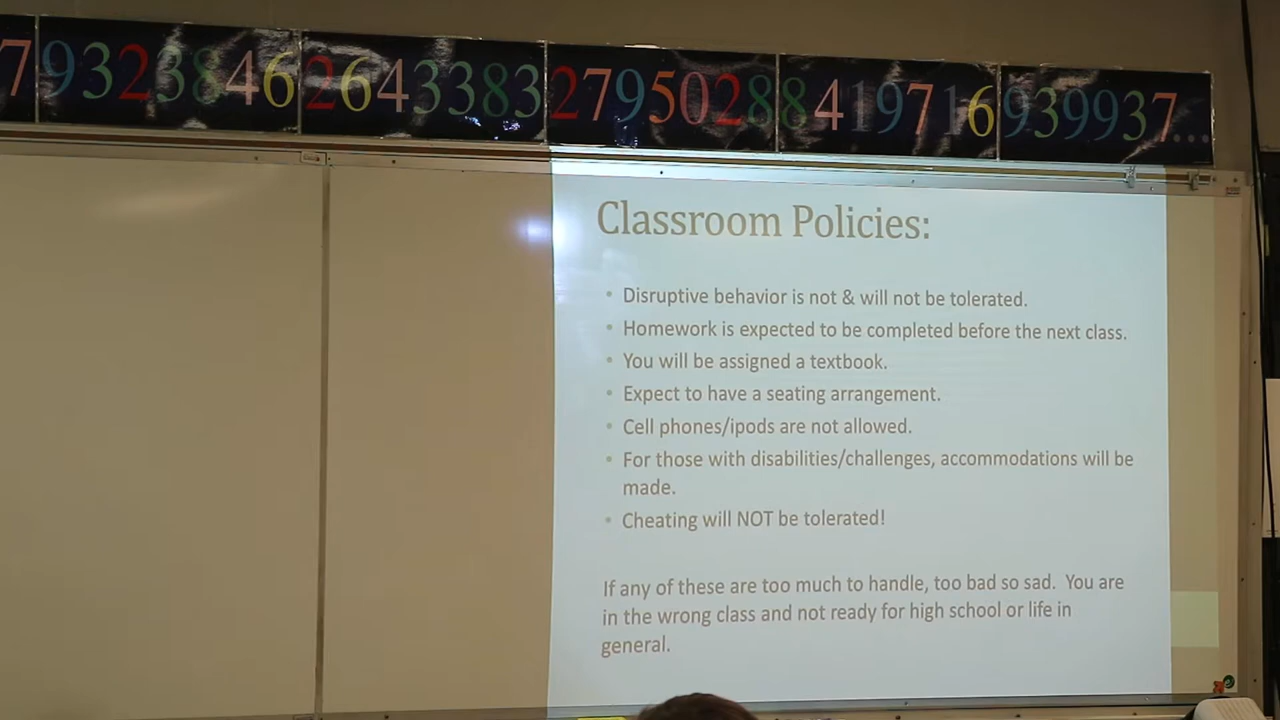 793238462643383279502884197169399937...
Classroom Policies:
• Disruptive behavior is not & will not be tolerated.
• Homework is expected to be completed before the next class.
• You will be assigned a textbook.
• Expect to have a seating arrangement.
• Cell phones/ipods are not allowed.
• For those with disabilities/challenges, accommodations will be
made.
• Cheating will NOT be tolerated!
If any of these are too much to handle, too bad so sad. You are
in the wrong class and not ready for high school or life in
general.